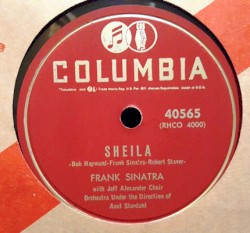 COLUMBIA
40565
(RHCO 4000)
SHEILA
-Bob Hayward-Frank Sinatra-Robert Staver-
FRANK SINATRA
with Jeff Alexander Choir
Orchestra Under the Direction of
Axel Stordahl